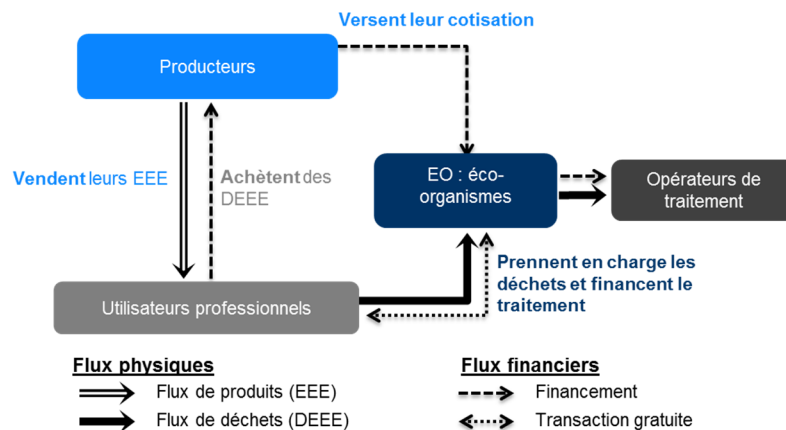 Versent leur cotisation
Producteurs
Vendent leurs EEE
Achètent des
DEEE
EO : éco-
organismes
Opérateurs de
traitement
Prennent en charge les
déchets et financent le
traitement
Utilisateurs professionnels
Flux physiques
Flux de produits (EEE)
Flux de déchets (DEEE)
Flux financiers
Financement
Transaction gratuite